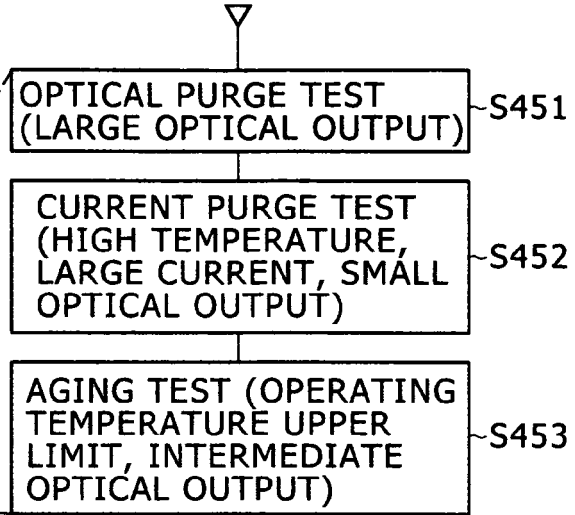 OPTICAL PURGE TEST
(LARGE OPTICAL OUTPUT)
~S451
CURRENT PURGE TEST
(HIGH TEMPERATURE,
LARGE CURRENT, SMALL
OPTICAL OUTPUT)
~S452
AGING TEST (OPERATING
TEMPERATURE UPPER
LIMIT, INTERMEDIATE
OPTICAL OUTPUT)
~S453